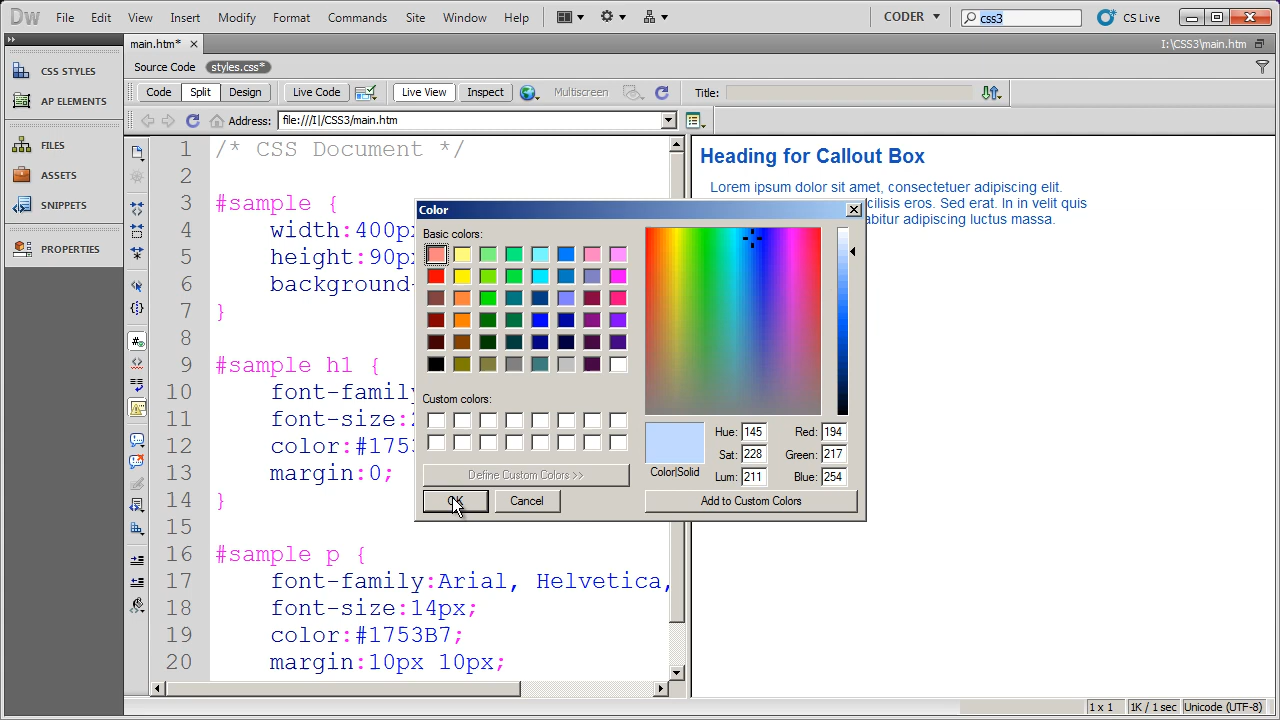 Dw File Edit View Insert Modify Format Commands Site Window Help CODER css3 CS Live
main.htm* I:\CSS3\main.htm
Source Code styles.css*
Code Split Design Live Code Live View Inspect Multiscreen Title:
Address: file:///I|/CSS3/main.htm
CSS STYLES
AP ELEMENTS
FILES
ASSETS
SNIPPETS
PROPERTIES
1 /* CSS Document */
2
3 #sample {
4 width:400px
5 height:90px
6 background-
7 }
8
9 #sample h1 {
10 font-family
11 font-size:2
12 color:#1753
13 margin:0;
14 }
15
16 #sample p {
17 font-family:Arial, Helvetica,
18 font-size:14px;
19 color:#1753B7;
20 margin:10px 10px;
Color
Basic colors:
Custom colors:
Define Custom Colors >>
OK Cancel
Color|Solid
Hue: 145 Red: 194
Sat: 228 Green: 217
Lum: 211 Blue: 254
Add to Custom Colors
Heading for Callout Box
Lorem ipsum dolor sit amet, consectetuer adipiscing elit.
cilisis eros. Sed erat. In in velit quis
abitur adipiscing luctus massa.
1 x 1 1K / 1 sec Unicode (UTF-8)